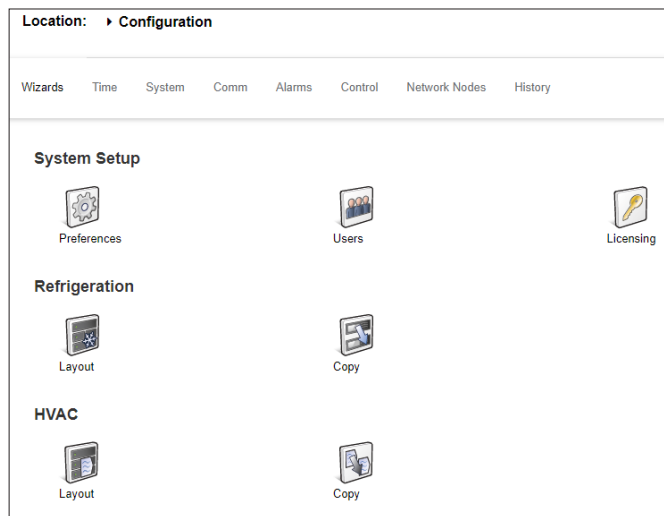 Location: Configuration
Wizards Time System Comm Alarms Control Network Nodes History
System Setup
Preferences Users Licensing
Refrigeration
Layout Copy
HVAC
Layout Copy